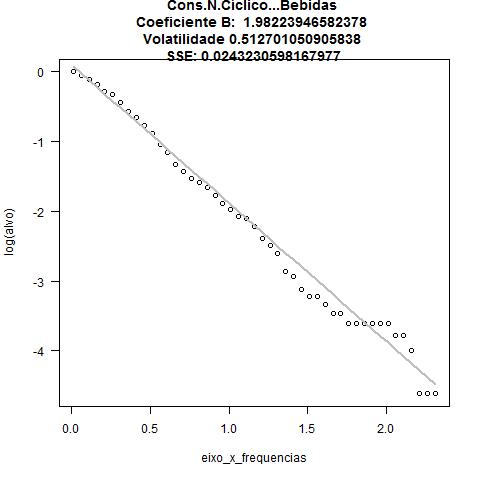 Cons.N.Ciclico...Bebidas
Coeficiente B:  1.98223946582378
Volatilidade 0.512701050905838
SSE: 0.0243230598167977
log(alvo)
0
-1
-2
-3
-4
0.0
0.5
1.0
1.5
2.0
eixo_x_frequencias